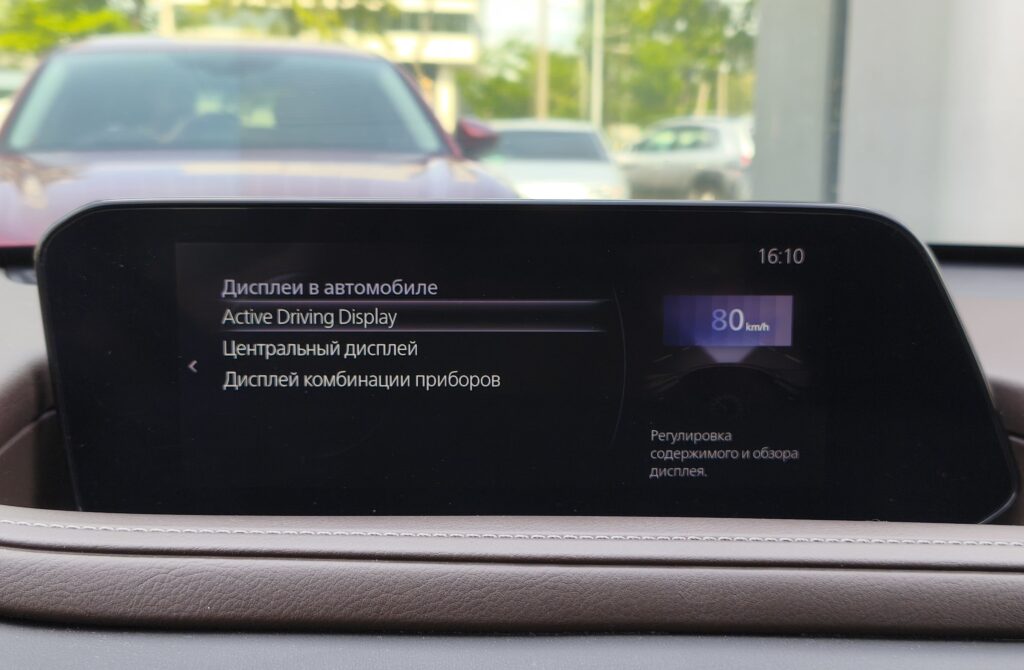 16:10
Дисплеи в автомобиле
Active Driving Display
Центральный дисплей
Дисплей комбинации приборов
80 km/h
Регулировка
содержимого и обзора
дисплея.